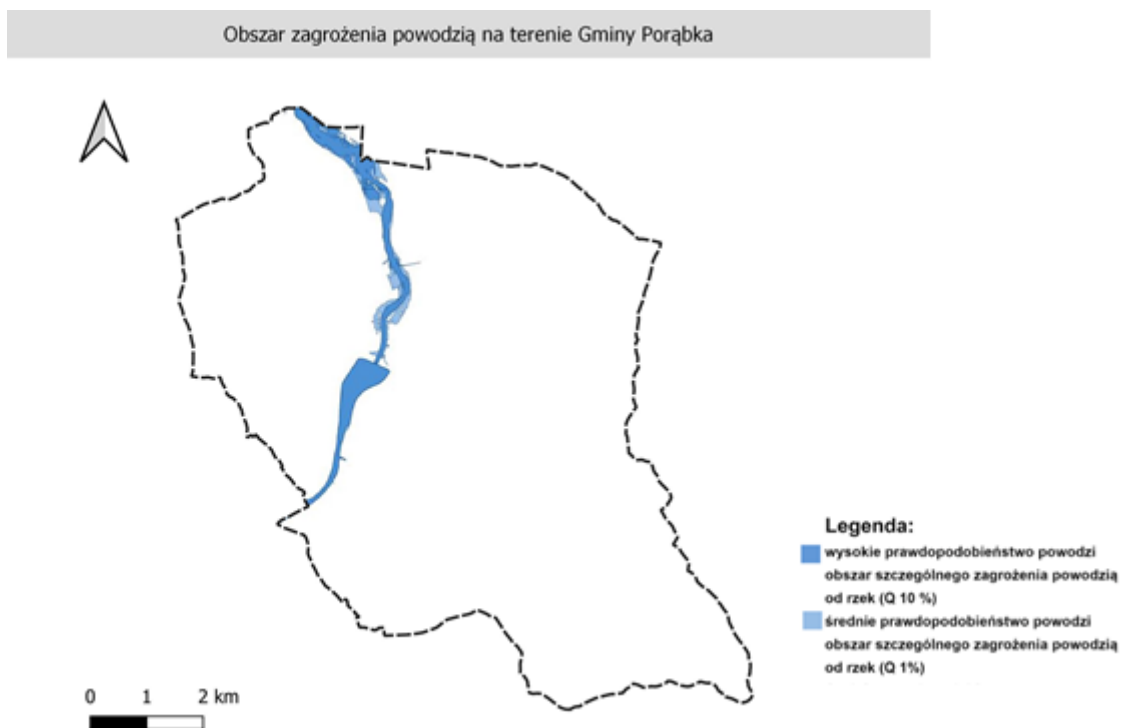 Obszar zagrożenia powodzią na terenie Gminy Porąbka
Legenda:
wysokie prawdopodobieństwo powodzi
obszar szczególnego zagrożenia powodzią
od rzek (Q 10 %)
średnie prawdopodobieństwo powodzi
obszar szczególnego zagrożenia powodzią
od rzek (Q 1%)
0 1 2 km